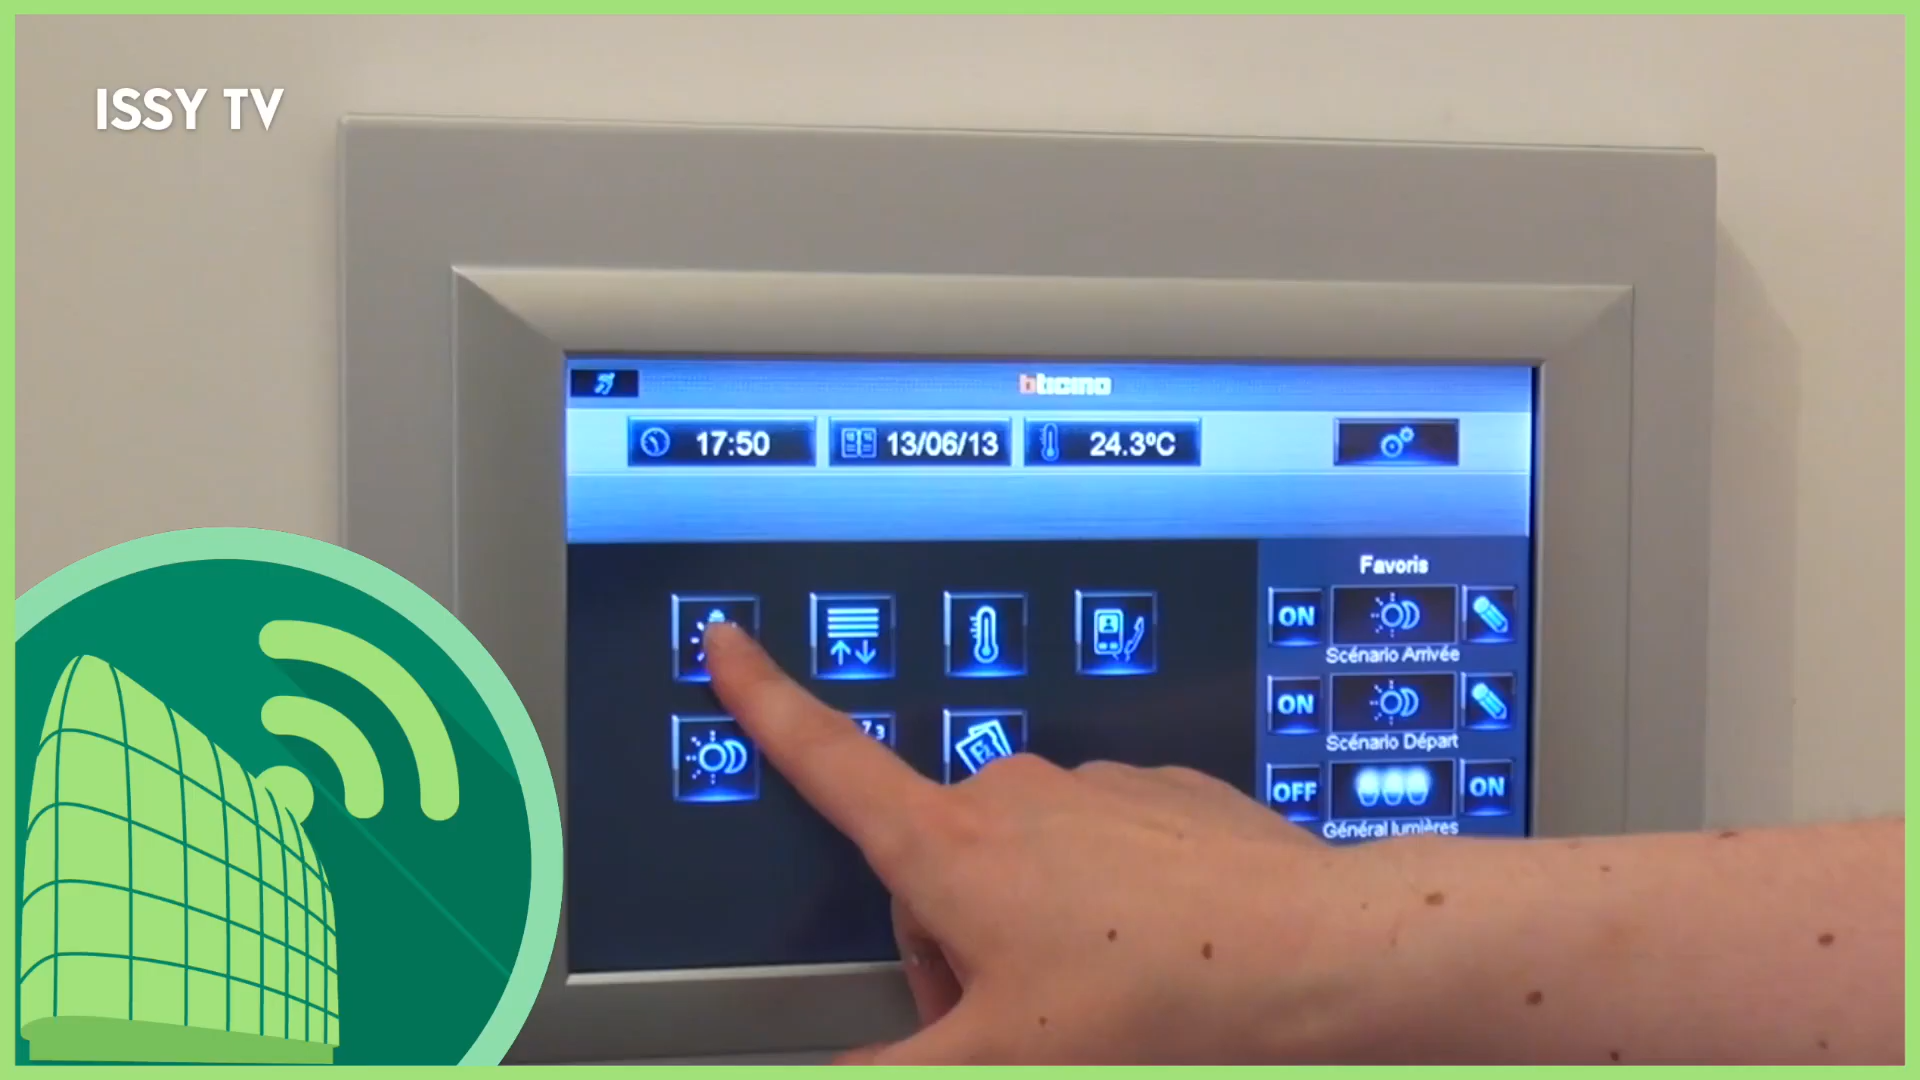 ISSY TV
bticino
17:50
13/06/13
24.3°C
Favoris
ON
Scénario Arrivée
ON
Scénario Départ
OFF
ON
Général lumières